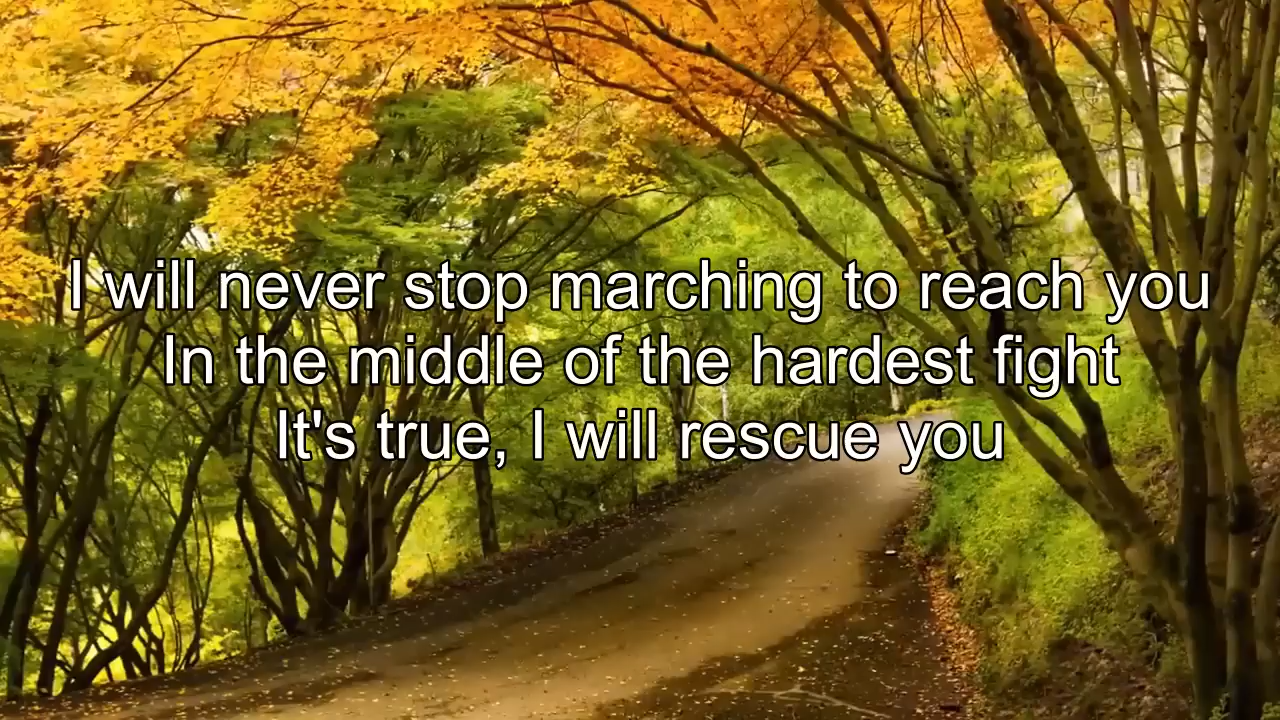 I will never stop marching to reach you
In the middle of the hardest fight
It's true, I will rescue you